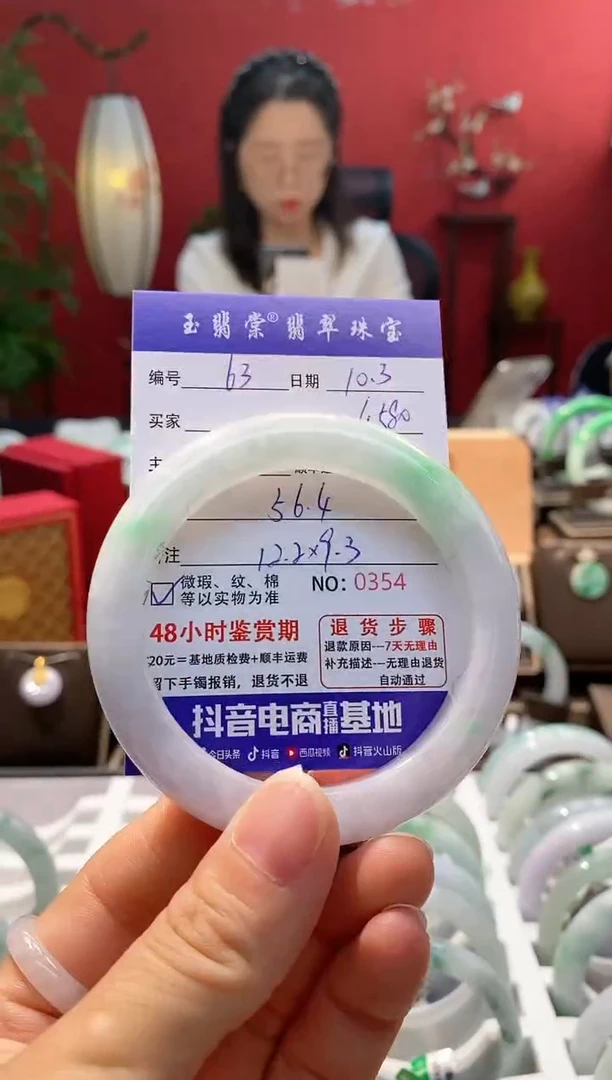 玉翡棠® 翡翠珠宝
编号 63 日期 10.3
买家 1.580
56.4
注 12.2×9.3
微瑕、纹、棉 NO: 0354
等以实物为准
48小时鉴赏期
20元=基地质检费+顺丰运费
留下手镯报销，退货不退
退货步骤
退款原因---7天无理由
补充描述---无理由退货
自动通过
抖音电商直播基地
今日头条 抖音 西瓜视频 抖音火山版